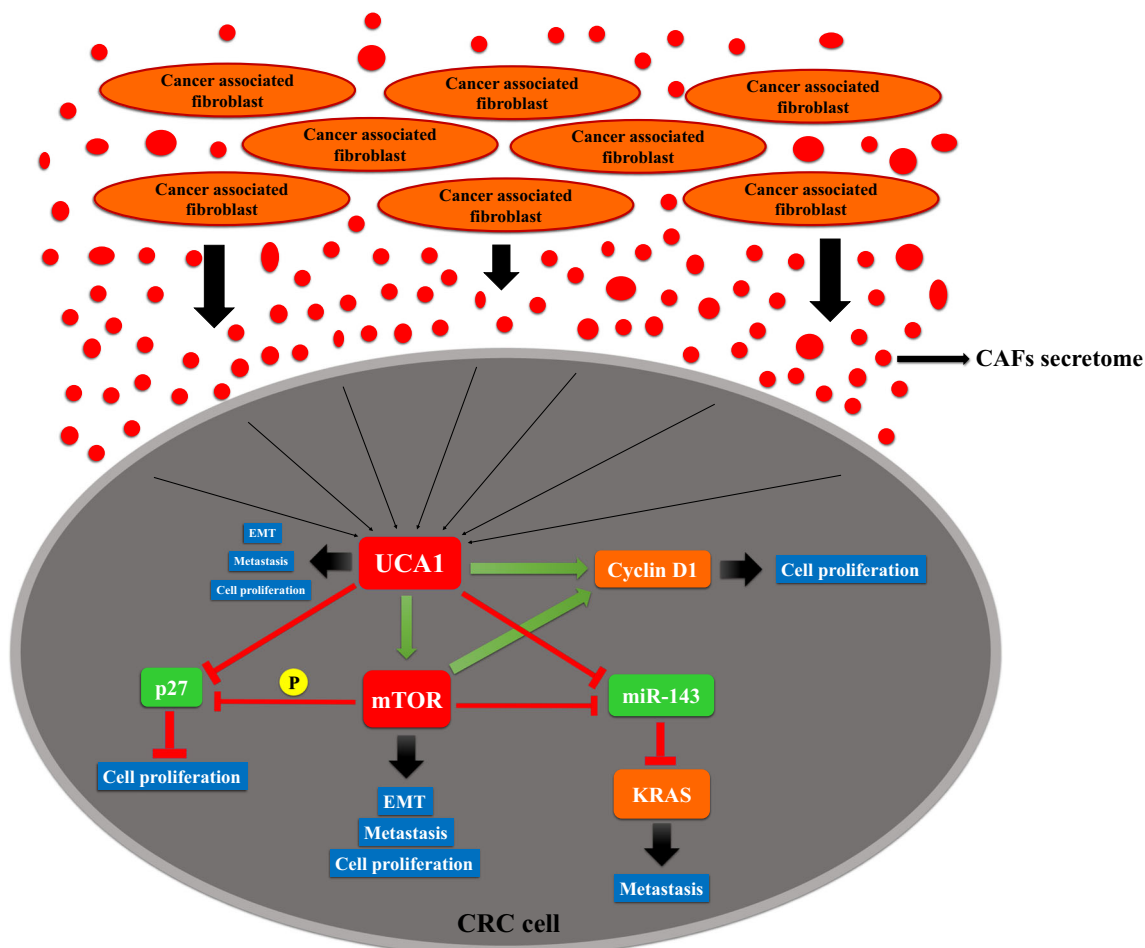 Cancer associated
fibroblast
Cancer associated
fibroblast
Cancer associated
fibroblast
Cancer associated
fibroblast
Cancer associated
fibroblast
Cancer associated
fibroblast
Cancer associated
fibroblast
Cancer associated
fibroblast
CAFs secretome
EMT
Metastasis
Cell proliferation
UCA1
Cyclin D1
Cell proliferation
p27
P
mTOR
miR-143
Cell proliferation
EMT
Metastasis
Cell proliferation
KRAS
Metastasis
CRC cell